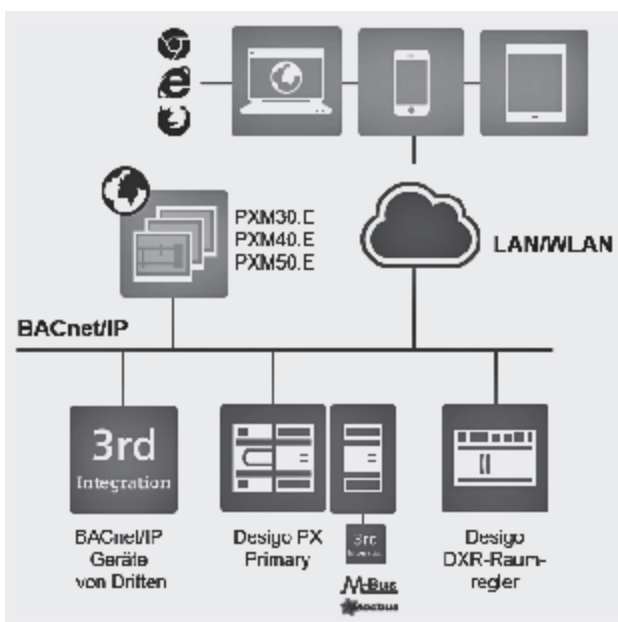 PXM30.E
PXM40.E
PXM50.E
LAN/WLAN
BACnet/IP
3rd
Integration
BACnet/IP
Geräte
von Dritten
Desigo PX
Primary
3rd
M-Bus
Modbus
Desigo
DXR-Raum-
regler